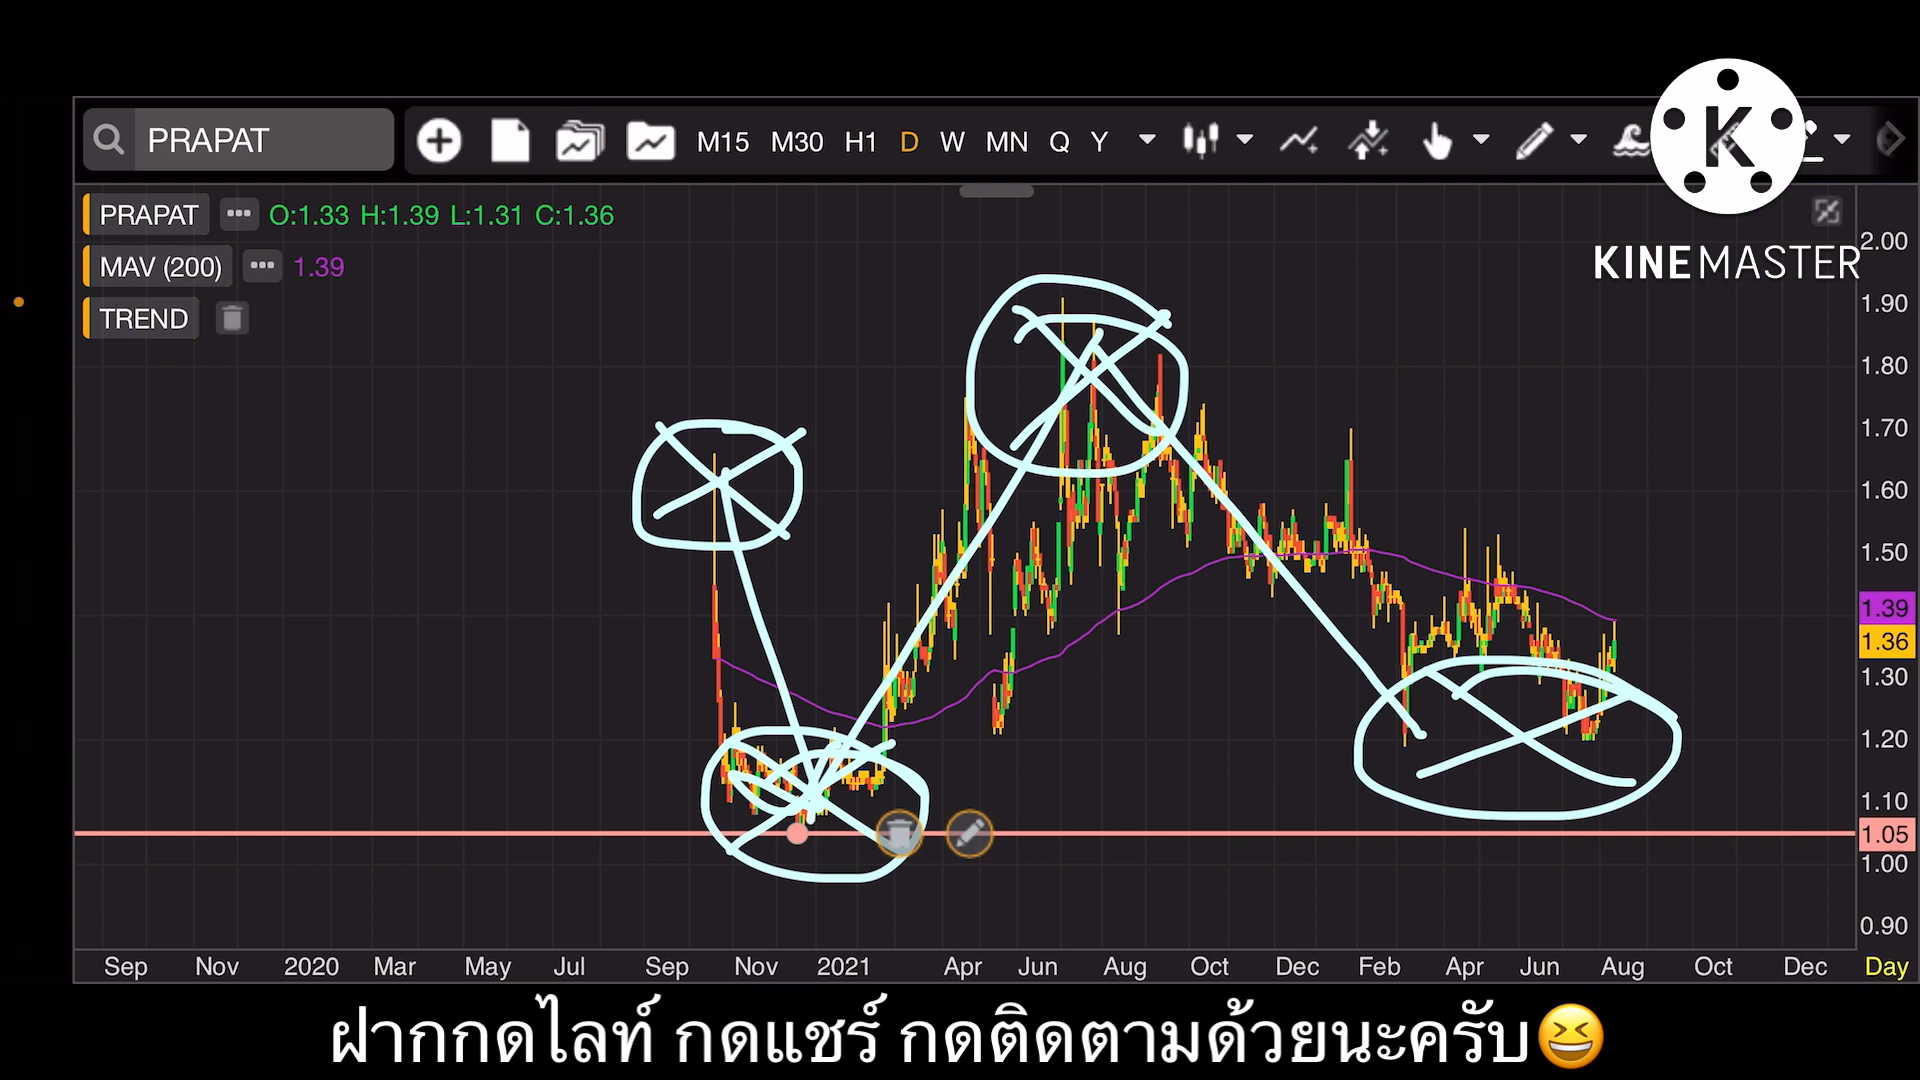 PRAPAT M15 M30 H1 D W MN Q Y
K
KINEMASTER
PRAPAT ••• O:1.33 H:1.39 L:1.31 C:1.36
MAV (200) ••• 1.39
TREND
2.00
1.90
1.80
1.70
1.60
1.50
1.39
1.36
1.30
1.20
1.10
1.05
1.00
0.90
Sep Nov 2020 Mar May Jul Sep Nov 2021 Apr Jun Aug Oct Dec Feb Apr Jun Aug Oct Dec Day
ฝากกดไลท์ กดแชร์ กดติดตามด้วยนะครับ😆